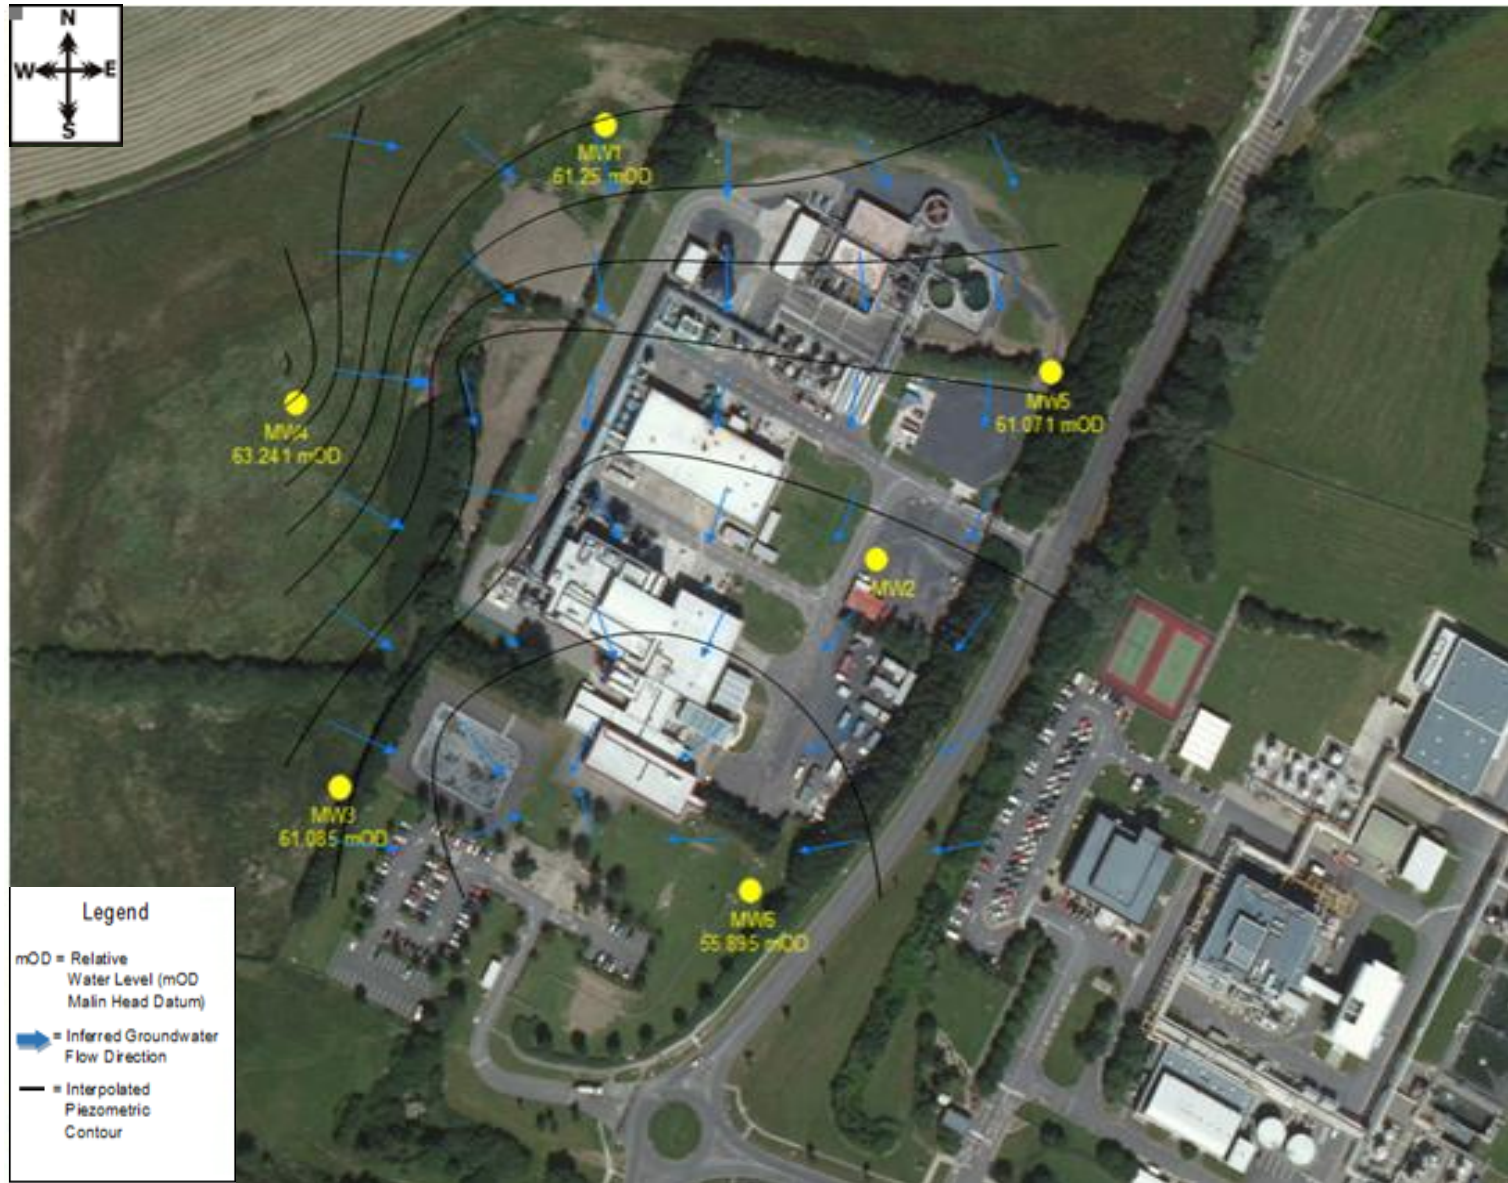 N
W E
S
MW1
61.25 mOD
MW4
63.241 mOD
MW5
61.071 mOD
MW2
MW3
61.085 mOD
MW6
55.895 mOD
Legend
mOD = Relative
Water Level (mOD
Malin Head Datum)
= Inferred Groundwater
Flow Direction
= Interpolated
Piezometric
Contour